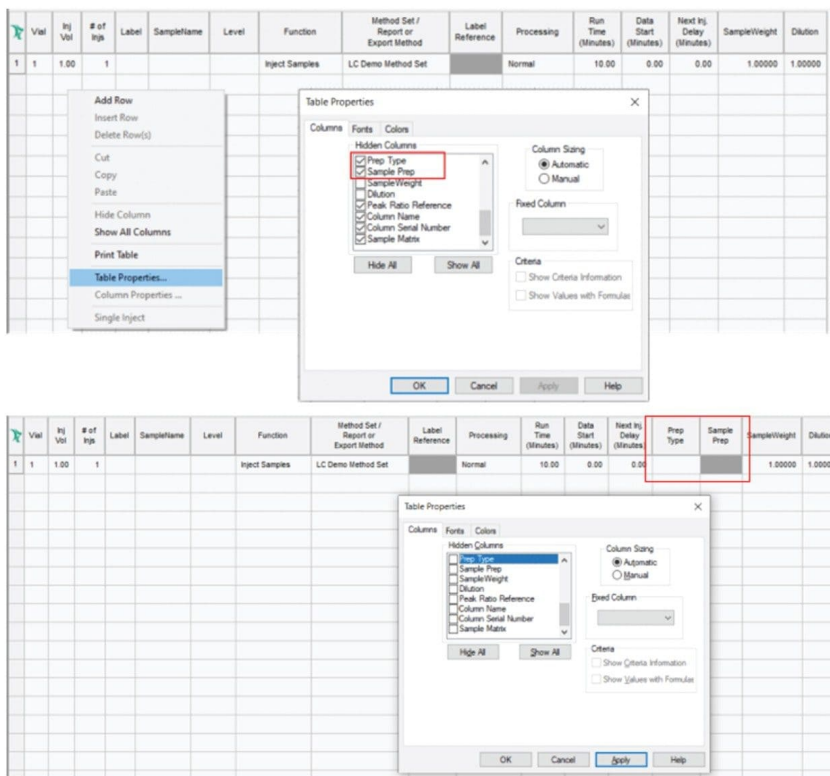 Vial Inj Vol # of Injs Label SampleName Level Function Method Set / Report or Export Method Label Reference Processing Run Time (Minutes) Data Start (Minutes) Next Inj. Delay (Minutes) SampleWeight Dilution
1 1 1.00 1 Inject Samples LC Demo Method Set Normal 10.00 0.00 0.00 1.00000 1.00000
Add Row
Insert Row
Delete Row(s)
Cut
Copy
Paste
Hide Column
Show All Columns
Print Table
Table Properties...
Column Properties ...
Single Inject
Table Properties
Columns Fonts Colors
Hidden Columns
Prep Type
Sample Prep
SampleWeight
Dilution
Peak Ratio Reference
Column Name
Column Serial Number
Sample Matrix
Hide All Show All
Column Sizing
Automatic
Manual
Fixed Column
Criteria
Show Criteria Information
Show Values with Formulas
OK Cancel Apply Help
Vial Inj Vol # of Injs Label SampleName Level Function Method Set / Report or Export Method Label Reference Processing Run Time (Minutes) Data Start (Minutes) Next Inj. Delay (Minutes) Prep Type Sample Prep SampleWeight Dilution
1 1 1.00 1 Inject Samples LC Demo Method Set Normal 10.00 0.00 0.00 1.00000 1.0000
Table Properties
Columns Fonts Colors
Hidden Columns
Prep Type
Sample Prep
SampleWeight
Dilution
Peak Ratio Reference
Column Name
Column Serial Number
Sample Matrix
Hide All Show All
Column Sizing
Automatic
Manual
Fixed Column
Criteria
Show Criteria Information
Show Values with Formulas
OK Cancel Apply Help